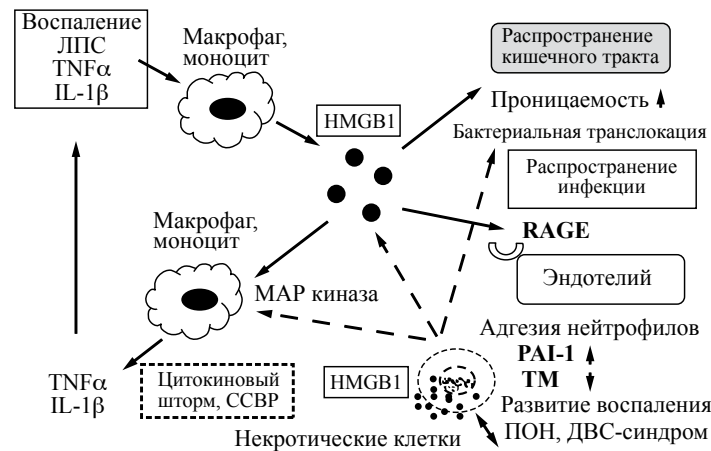 Воспаление
ЛПС
TNFα
IL-1β
Макрофаг,
моноцит
HMGB1
Распространение
кишечного тракта
Проницаемость
Бактериальная транслокация
Распространение
инфекции
RAGE
Эндотелий
Макрофаг,
моноцит
МАР киназа
TNFα
IL-1β
Цитокиновый
шторм, ССВР
HMGB1
Некротические клетки
Адгезия нейтрофилов
PAI-1
TM
Развитие воспаления
ПОН, ДВС-синдром